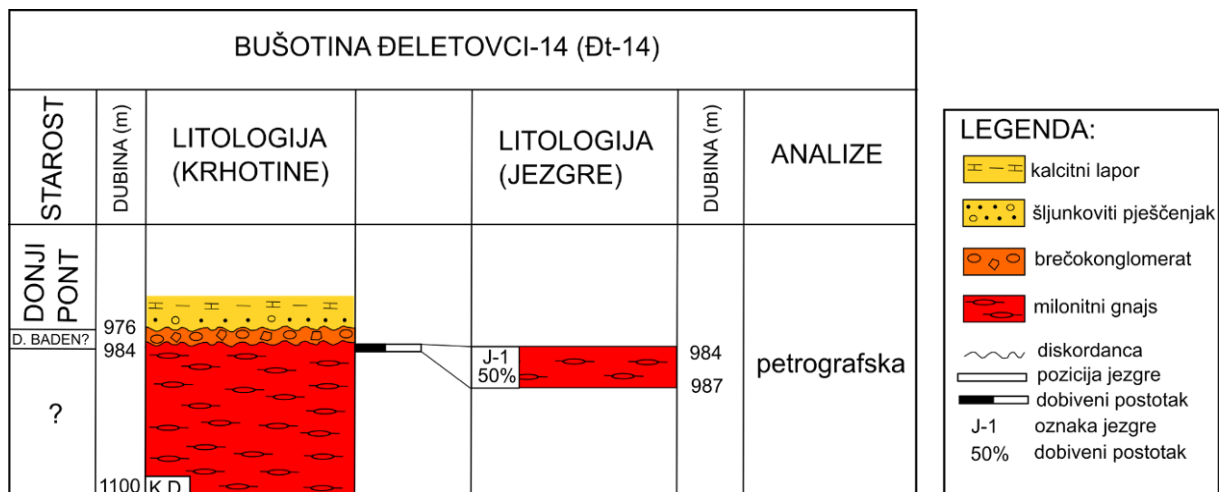 BUŠOTINA ĐELETOVCI-14 (Đt-14)
STAROST
DUBINA (m)
LITOLOGIJA
(KRHOTINE)
LITOLOGIJA
(JEZGRE)
DUBINA (m)
ANALIZE
DONJI
PONT
976
D. BADEN?
984
?
1100
K.D.
J-1
50%
984
987
petrografska
LEGENDA:
kalcitni lapor
šljunkoviti pješčenjak
brečokonglomerat
milonitni gnajs
diskordanca
pozicija jezgre
dobiveni postotak
J-1 oznaka jezgre
50% dobiveni postotak